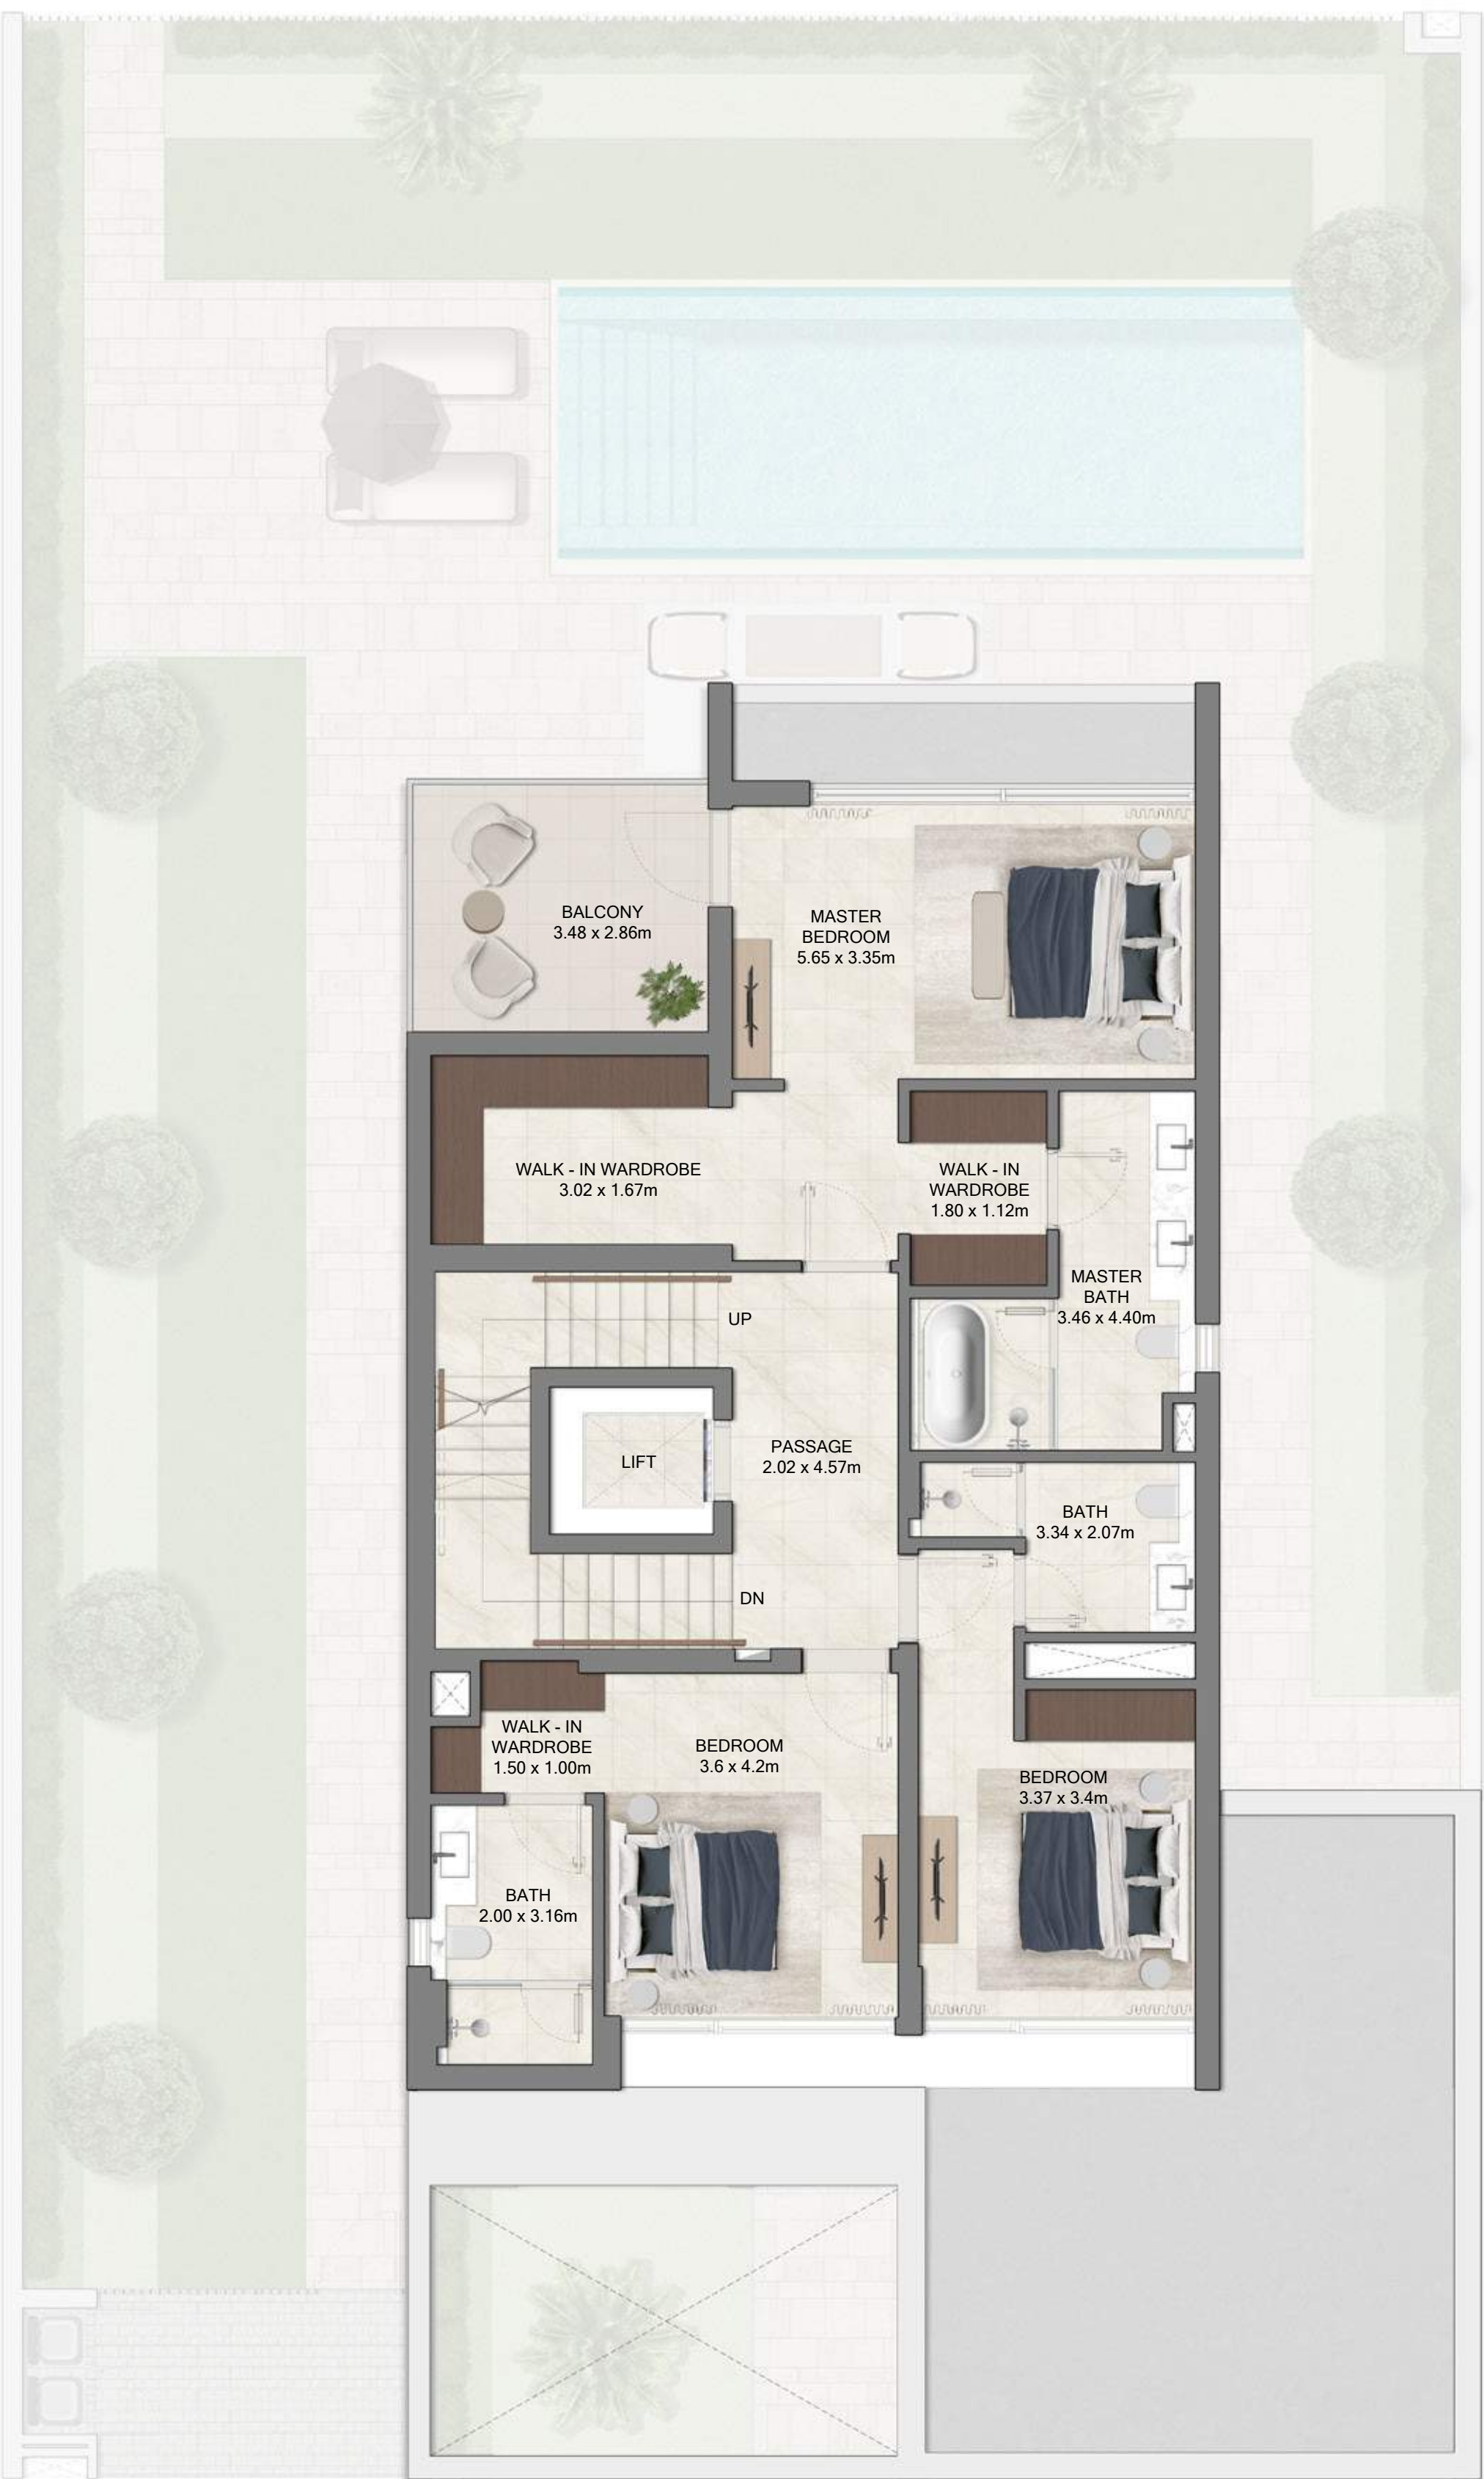 BALCONY
3.48 x 2.86m
MASTER
BEDROOM
5.65 x 3.35m
WALK - IN WARDROBE
3.02 x 1.67m
WALK - IN
WARDROBE
1.80 x 1.12m
MASTER
BATH
3.46 x 4.40m
UP
LIFT
PASSAGE
2.02 x 4.57m
BATH
3.34 x 2.07m
DN
WALK - IN
WARDROBE
1.50 x 1.00m
BEDROOM
3.6 x 4.2m
BEDROOM
3.37 x 3.4m
BATH
2.00 x 3.16m